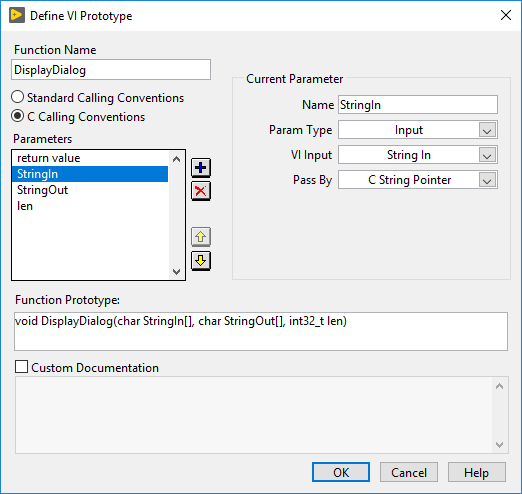 Define VI Prototype
Function Name
DisplayDialog
Standard Calling Conventions
C Calling Conventions
Parameters
return value
StringIn
StringOut
len
Current Parameter
Name StringIn
Param Type Input
VI Input String In
Pass By C String Pointer
Function Prototype:
void DisplayDialog(char StringIn[], char StringOut[], int32_t len)
Custom Documentation
OK Cancel Help